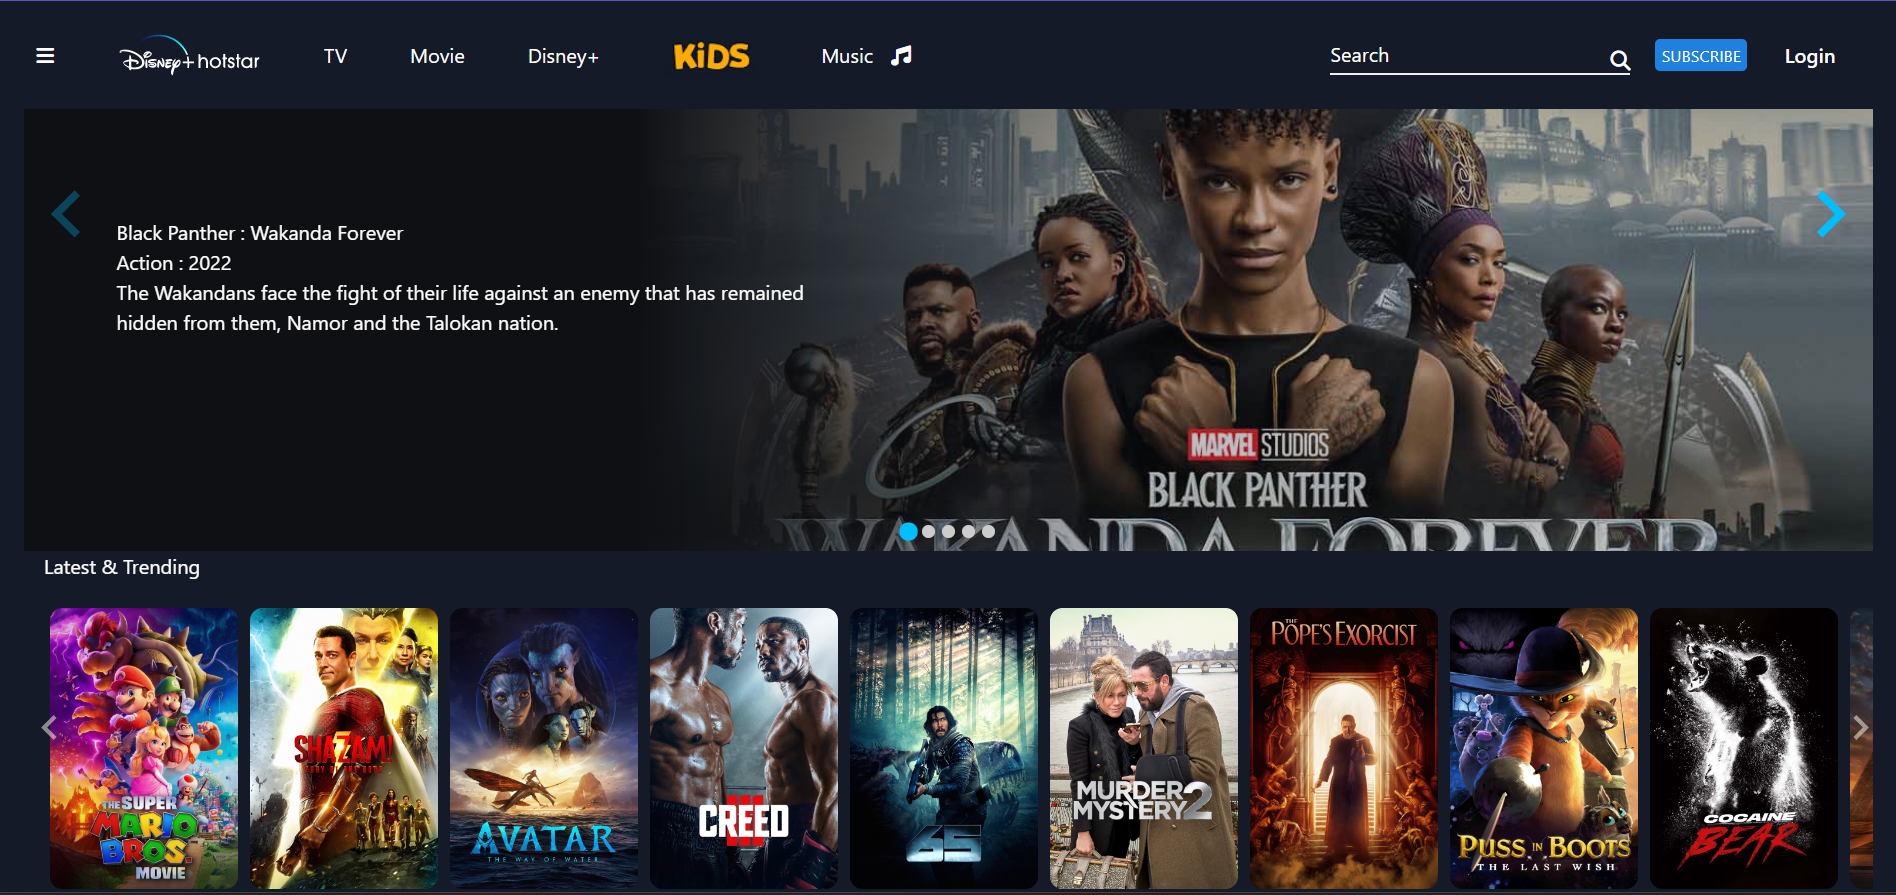 Disney+ hotstar
TV
Movie
Disney+
KiDS
Music
Search
SUBSCRIBE
Login
Black Panther : Wakanda Forever
Action : 2022
The Wakandans face the fight of their life against an enemy that has remained
hidden from them, Namor and the Talokan nation.
MARVEL STUDIOS
BLACK PANTHER
WAKANDA FOREVER
Latest & Trending
THE SUPER
MARIO
BROS.
MOVIE
SHAZAM!
FURY OF THE GODS
AVATAR
THE WAY OF WATER
III
CREED
65
MURDER
MYSTERY 2
THE
POPE'S EXORCIST
PUSS IN BOOTS
THE LAST WISH
COCAINE
BEAR